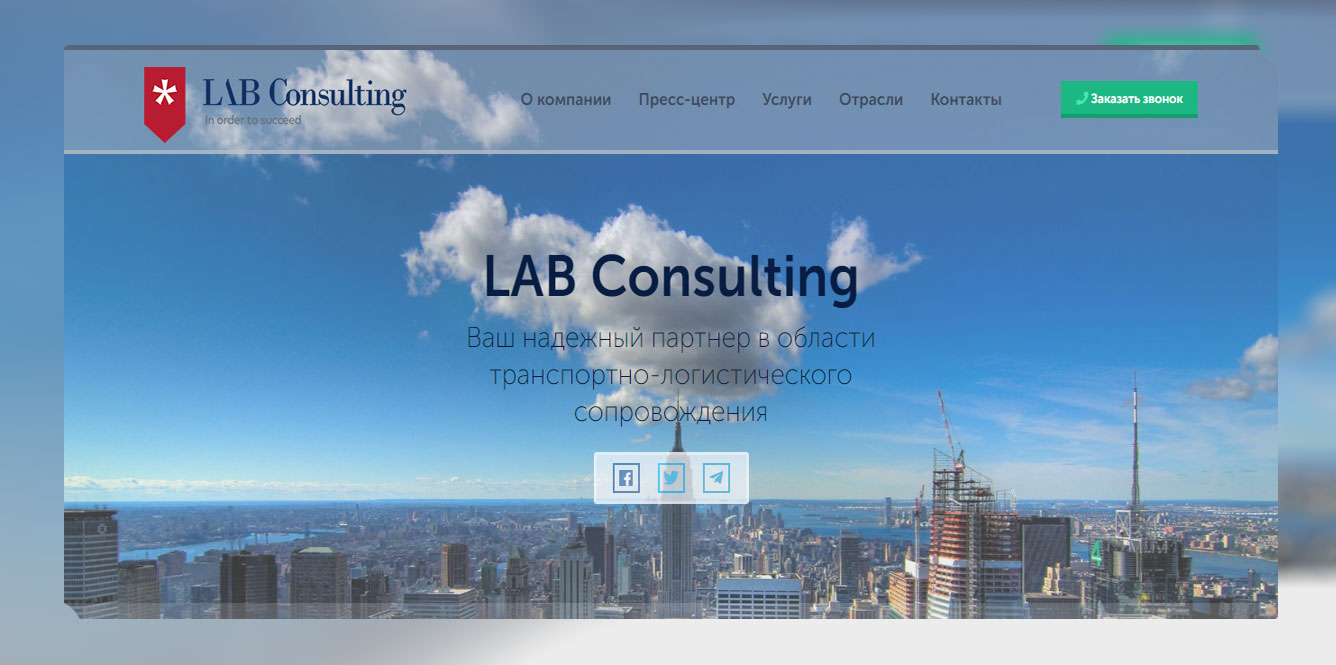 LAB Consulting
In order to succeed
О компании
Пресс-центр
Услуги
Отрасли
Контакты
Заказать звонок
LAB Consulting
Ваш надежный партнер в области
транспортно-логистического
сопровождения
4